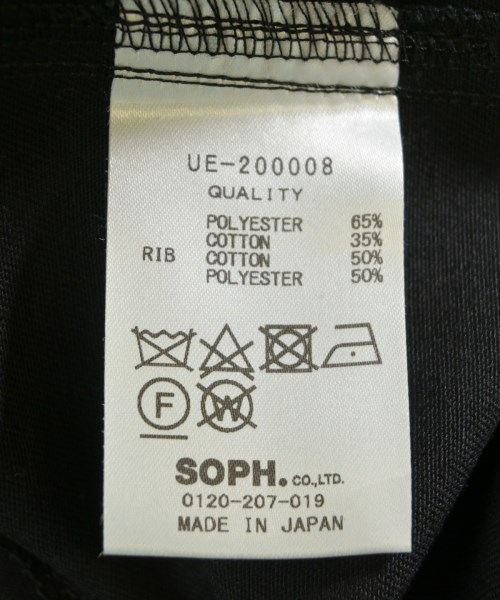 UE-200008
QUALITY
POLYESTER 65%
COTTON 35%
RIB COTTON 50%
POLYESTER 50%
F W
SOPH. CO.,LTD.
0120-207-019
MADE IN JAPAN